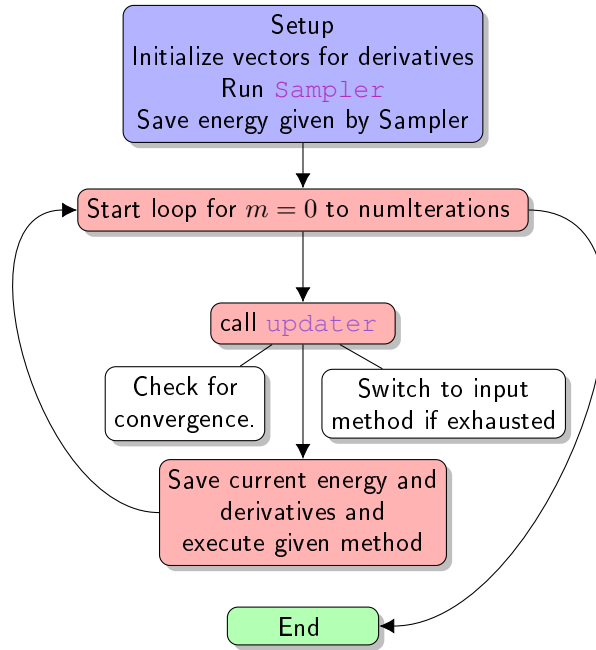 Setup
Initialize vectors for derivatives
Run Sampler
Save energy given by Sampler
Start loop for m = 0 to numIterations
call updater
Check for
convergence.
Switch to input
method if exhausted
Save current energy and
derivatives and
execute given method
End